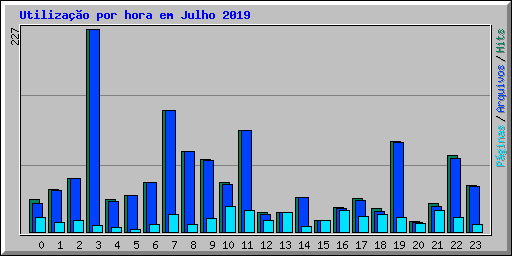 Utilização por hora em Julho 2019
227
Páginas / Arquivos / Hits
0 1 2 3 4 5 6 7 8 9 10 11 12 13 14 15 16 17 18 19 20 21 22 23